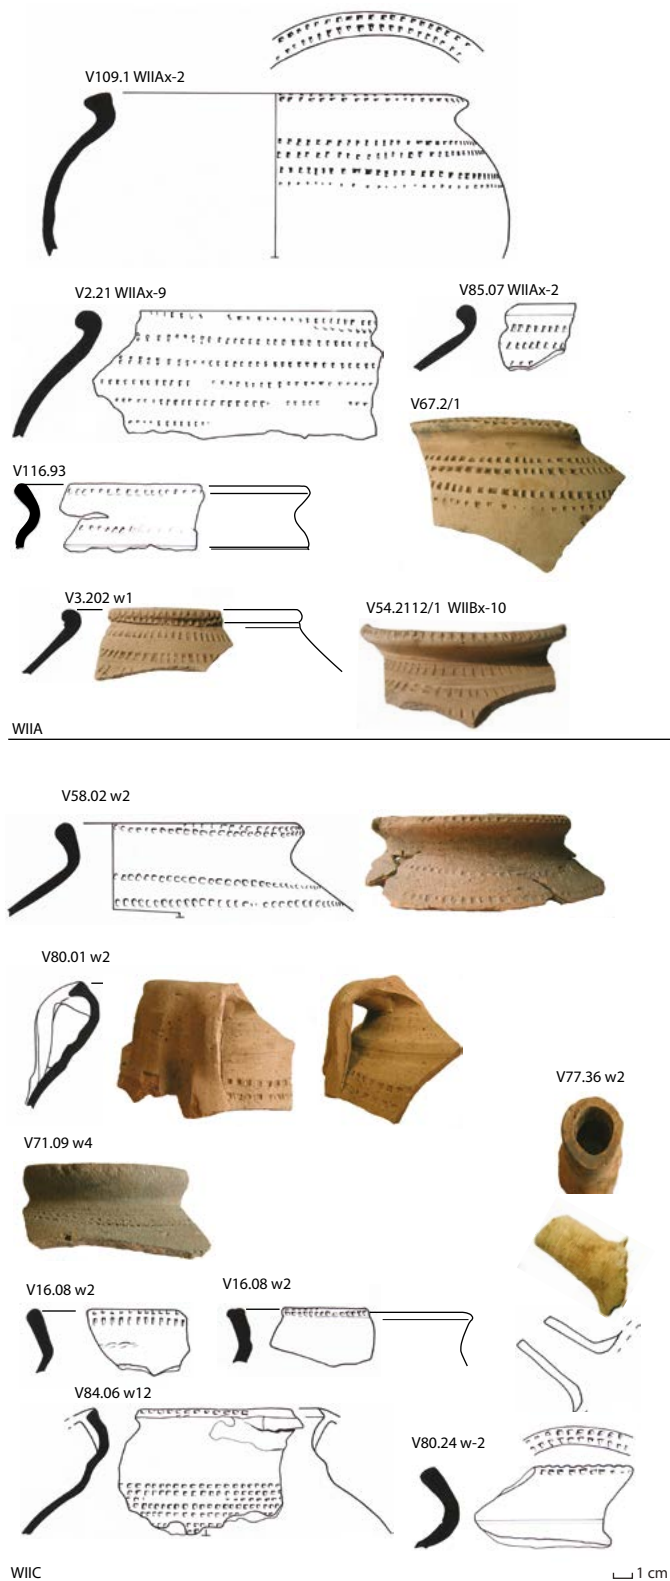 V109.1 WIIAx-2
V2.21 WIIAx-9
V85.07 WIIAx-2
V67.2/1
V116.93
V3.202 w1
V54.2112/1 WIIBx-10
WIIA
V58.02 w2
V80.01 w2
V77.36 w2
V71.09 w4
V16.08 w2
V16.08 w2
V84.06 w12
V80.24 w-2
WIIC
1 cm